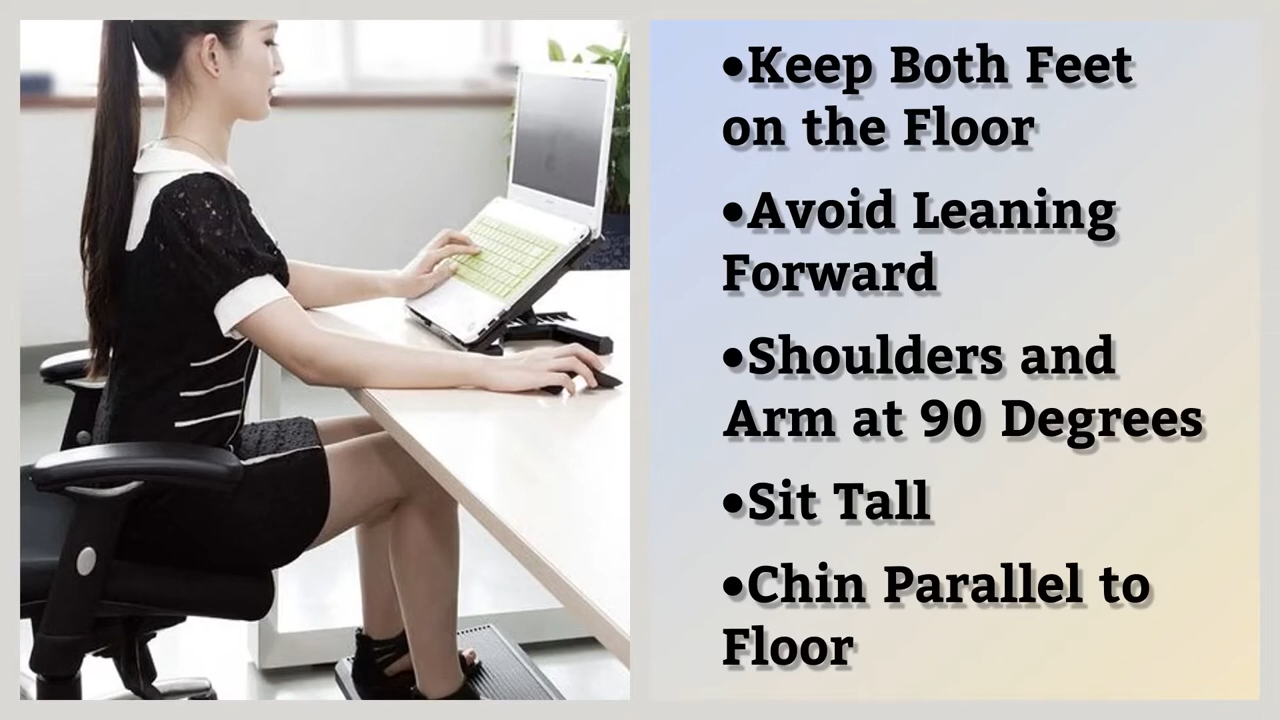 •Keep Both Feet
on the Floor
•Avoid Leaning
Forward
•Shoulders and
Arm at 90 Degrees
•Sit Tall
•Chin Parallel to
Floor